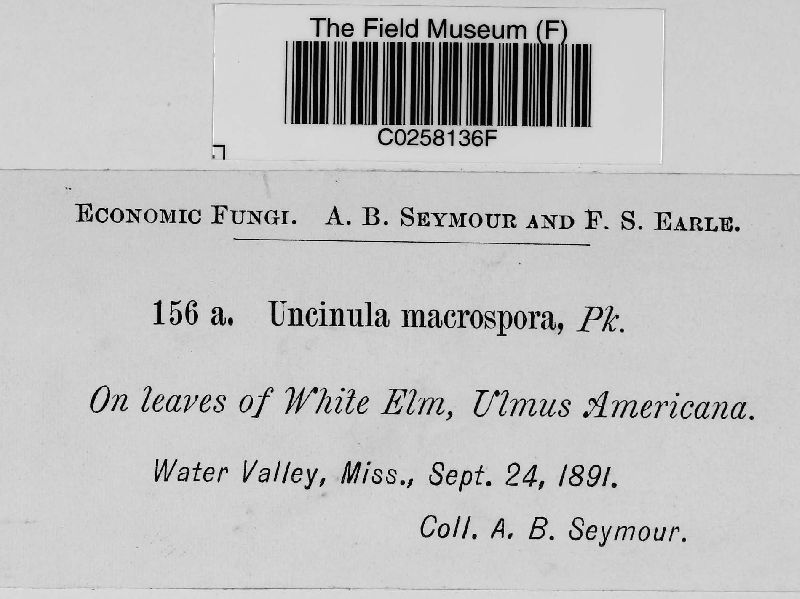 The Field Museum (F)
C0258136F
Economic Fungi. A. B. Seymour and F. S. Earle.
156 a. Uncinula macrospora, Pk.
On leaves of White Elm, Ulmus Americana.
Water Valley, Miss., Sept. 24, 1891.
Coll. A. B. Seymour.